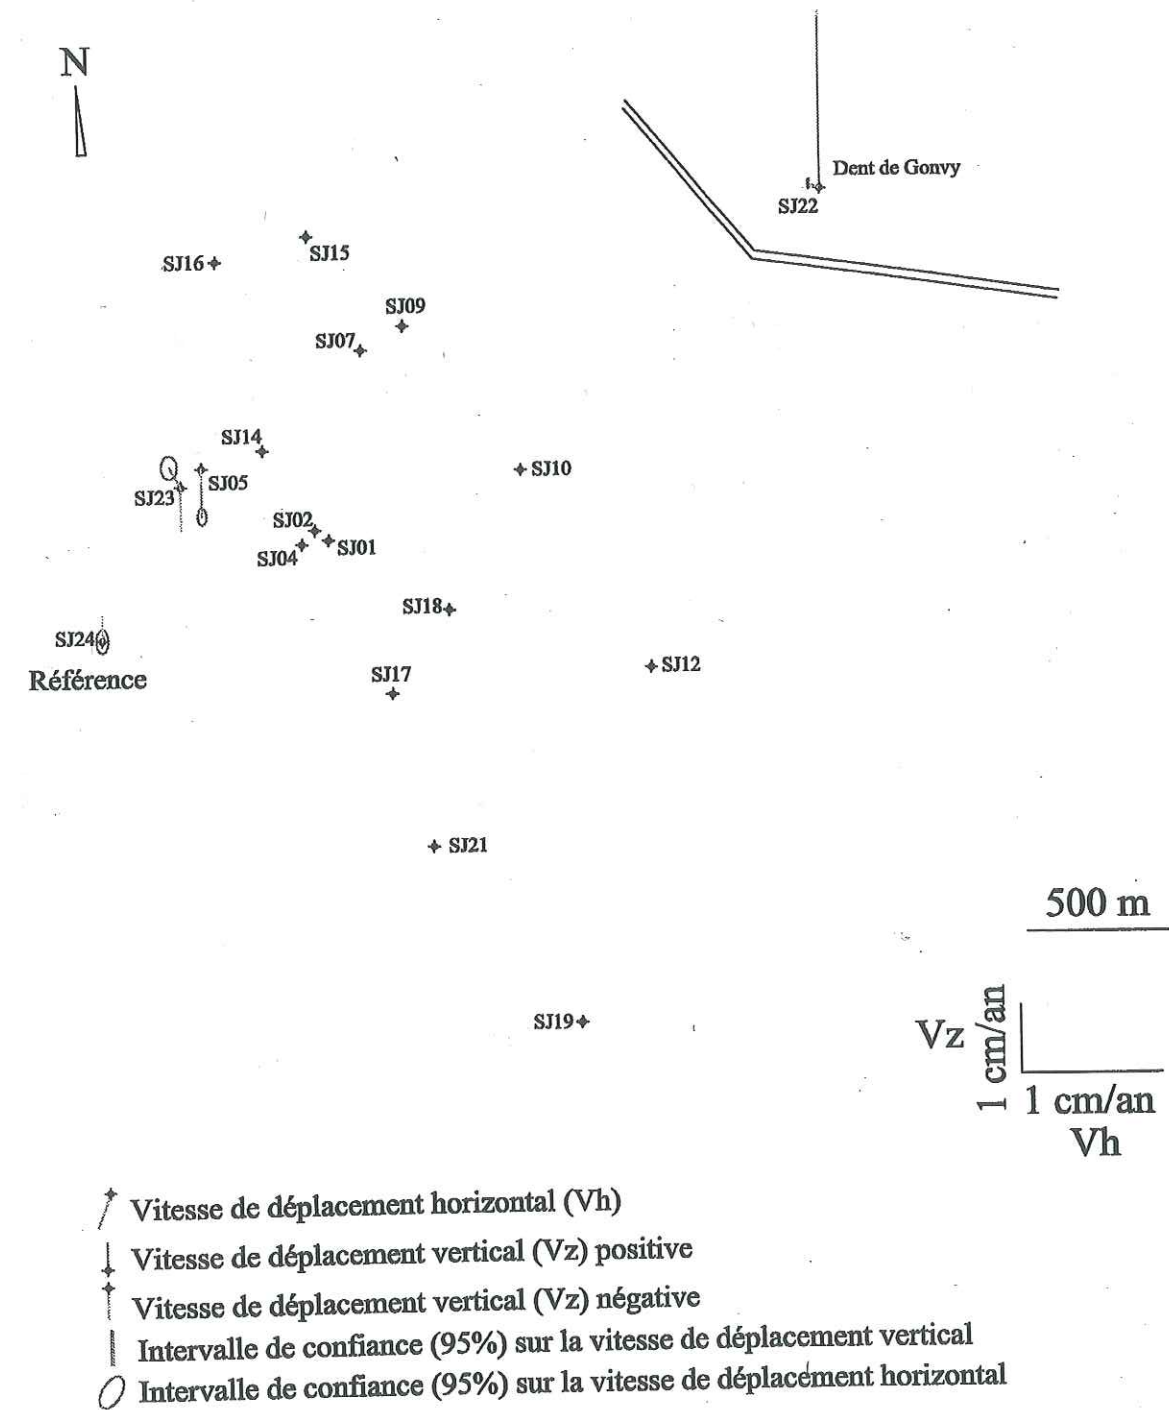 N
Dent de Gonvy
SJ22
SJ15
SJ16
SJ09
SJ07
SJ14
SJ10
SJ05
SJ23
SJ02
SJ01
SJ04
SJ18
SJ24
SJ12
Référence
SJ17
SJ21
500 m
SJ19
Vz
1 cm/an
1 cm/an
Vh
Vitesse de déplacement horizontal (Vh)
Vitesse de déplacement vertical (Vz) positive
Vitesse de déplacement vertical (Vz) négative
Intervalle de confiance (95%) sur la vitesse de déplacement vertical
Intervalle de confiance (95%) sur la vitesse de déplacement horizontal